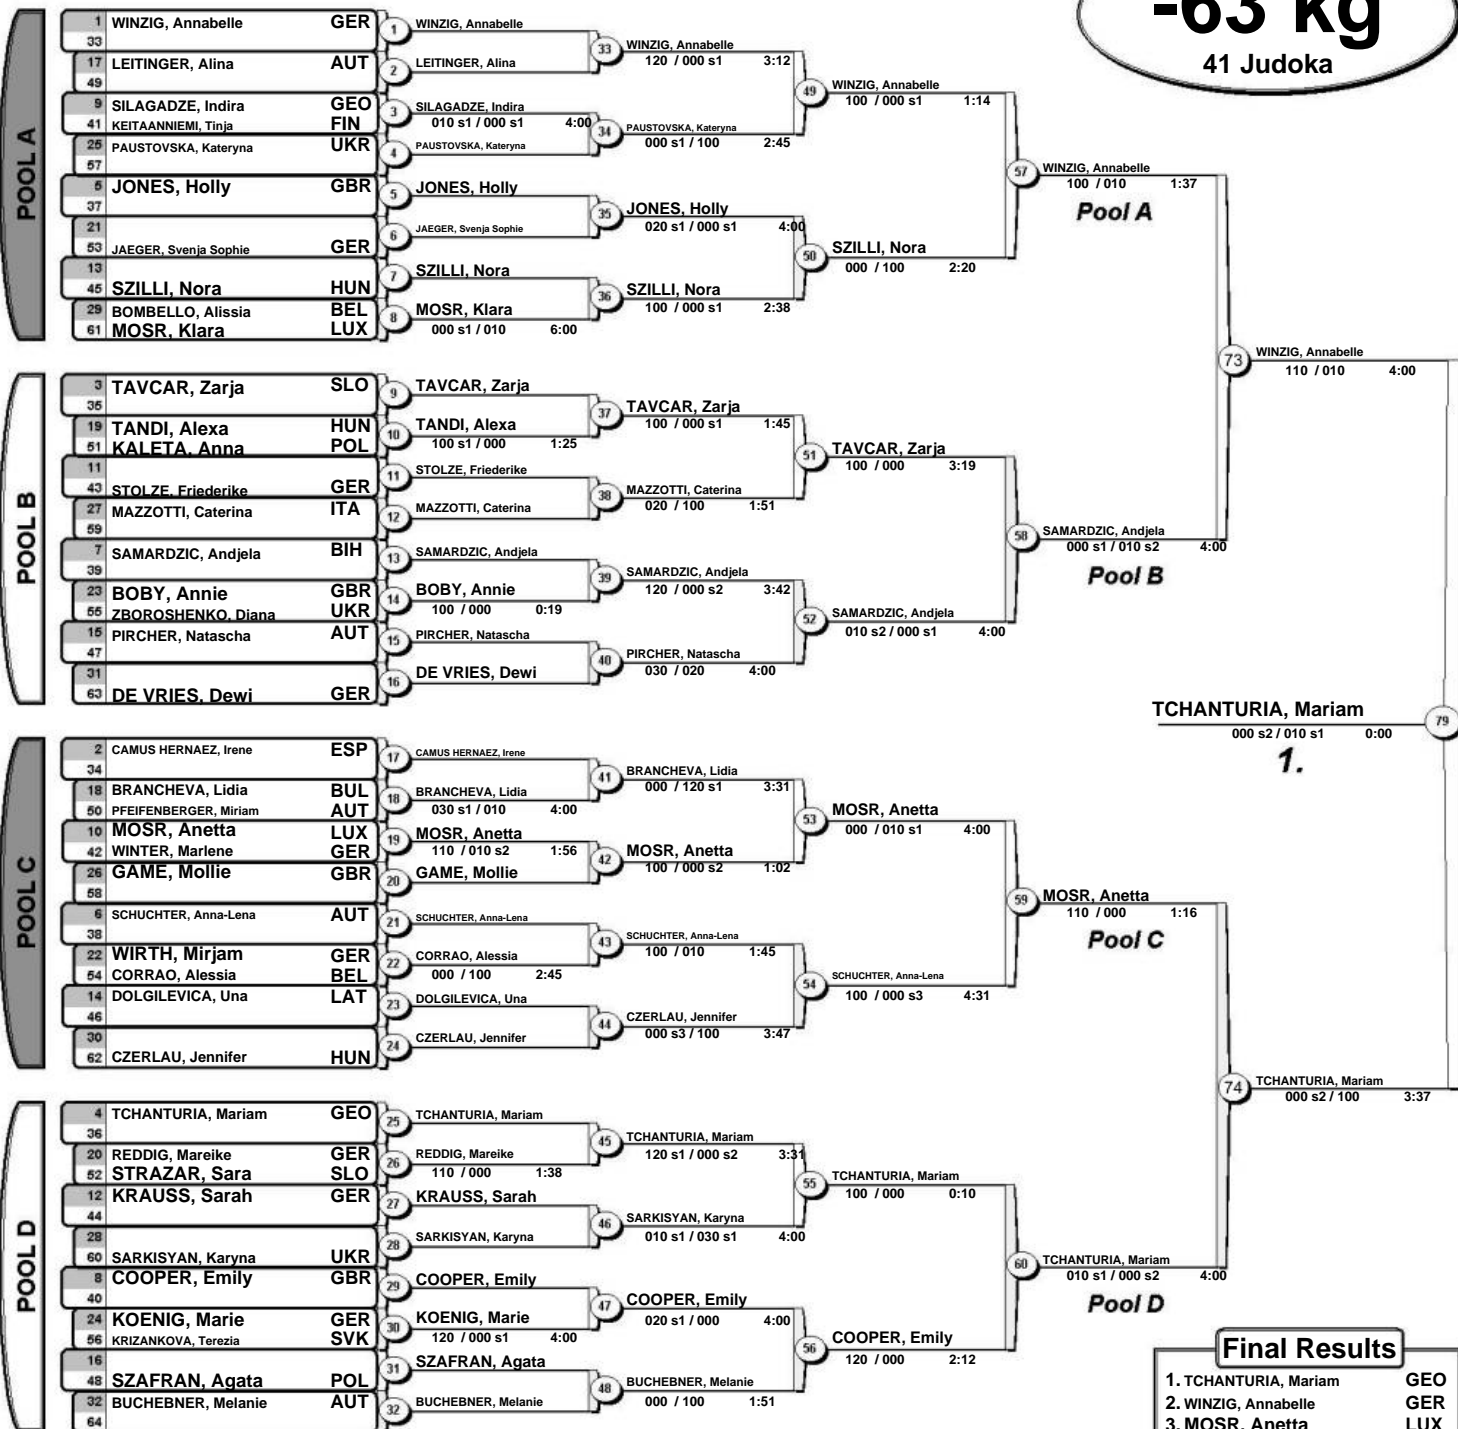 -63 kg
41 Judoka
POOL A
1 WINZIG, Annabelle GER
33
17 LEITINGER, Alina AUT
49
9 SILAGADZE, Indira GEO
41 KEITAANNIEMI, Tinja FIN
25 PAUSTOVSKA, Kateryna UKR
57
5 JONES, Holly GBR
37
21
53 JAEGER, Svenja Sophie GER
13
45 SZILLI, Nora HUN
29 BOMBELLO, Alissia BEL
61 MOSR, Klara LUX
1 WINZIG, Annabelle
2 LEITINGER, Alina
3 SILAGADZE, Indira
010 s1 / 000 s1 4:00
4 PAUSTOVSKA, Kateryna
5 JONES, Holly
6 JAEGER, Svenja Sophie
7 SZILLI, Nora
8 MOSR, Klara
000 s1 / 010 6:00
33 WINZIG, Annabelle
120 / 000 s1 3:12
34 PAUSTOVSKA, Kateryna
000 s1 / 100 2:45
35 JONES, Holly
020 s1 / 000 s1 4:00
36 SZILLI, Nora
100 / 000 s1 2:38
49 WINZIG, Annabelle
100 / 000 s1 1:14
50 SZILLI, Nora
000 / 100 2:20
57 WINZIG, Annabelle
100 / 010 1:37
Pool A
POOL B
3 TAVCAR, Zarja SLO
35
19 TANDI, Alexa HUN
51 KALETA, Anna POL
11
43 STOLZE, Friederike GER
27 MAZZOTTI, Caterina ITA
59
7 SAMARDZIC, Andjela BIH
39
23 BOBY, Annie GBR
55 ZBOROSHENKO, Diana UKR
15 PIRCHER, Natascha AUT
47
31
63 DE VRIES, Dewi GER
9 TAVCAR, Zarja
10 TANDI, Alexa
100 s1 / 000 1:25
11 STOLZE, Friederike
12 MAZZOTTI, Caterina
13 SAMARDZIC, Andjela
14 BOBY, Annie
100 / 000 0:19
15 PIRCHER, Natascha
16 DE VRIES, Dewi
37 TAVCAR, Zarja
100 / 000 s1 1:45
38 MAZZOTTI, Caterina
020 / 100 1:51
39 SAMARDZIC, Andjela
120 / 000 s2 3:42
40 PIRCHER, Natascha
030 / 020 4:00
51 TAVCAR, Zarja
100 / 000 3:19
52 SAMARDZIC, Andjela
010 s2 / 000 s1 4:00
58 SAMARDZIC, Andjela
000 s1 / 010 s2 4:00
Pool B
73 WINZIG, Annabelle
110 / 010 4:00
TCHANTURIA, Mariam 79
000 s2 / 010 s1 0:00
1.
POOL C
2 CAMUS HERNAEZ, Irene ESP
34
18 BRANCHEVA, Lidia BUL
50 PFEIFENBERGER, Miriam AUT
10 MOSR, Anetta LUX
42 WINTER, Marlene GER
26 GAME, Mollie GBR
58
6 SCHUCHTER, Anna-Lena AUT
38
22 WIRTH, Mirjam GER
54 CORRAO, Alessia BEL
14 DOLGILEVICA, Una LAT
46
30
62 CZERLAU, Jennifer HUN
17 CAMUS HERNAEZ, Irene
18 BRANCHEVA, Lidia
030 s1 / 010 4:00
19 MOSR, Anetta
110 / 010 s2 1:56
20 GAME, Mollie
21 SCHUCHTER, Anna-Lena
22 CORRAO, Alessia
000 / 100 2:45
23 DOLGILEVICA, Una
24 CZERLAU, Jennifer
41 BRANCHEVA, Lidia
000 / 120 s1 3:31
42 MOSR, Anetta
100 / 000 s2 1:02
43 SCHUCHTER, Anna-Lena
100 / 010 1:45
44 CZERLAU, Jennifer
000 s3 / 100 3:47
53 MOSR, Anetta
000 / 010 s1 4:00
54 SCHUCHTER, Anna-Lena
100 / 000 s3 4:31
59 MOSR, Anetta
110 / 000 1:16
Pool C
POOL D
4 TCHANTURIA, Mariam GEO
36
20 REDDIG, Mareike GER
52 STRAZAR, Sara SLO
12 KRAUSS, Sarah GER
44
28
60 SARKISYAN, Karyna UKR
8 COOPER, Emily GBR
40
24 KOENIG, Marie GER
56 KRIZANKOVA, Terezia SVK
16
48 SZAFRAN, Agata POL
32 BUCHEBNER, Melanie AUT
64
25 TCHANTURIA, Mariam
26 REDDIG, Mareike
110 / 000 1:38
27 KRAUSS, Sarah
28 SARKISYAN, Karyna
29 COOPER, Emily
30 KOENIG, Marie
120 / 000 s1 4:00
31 SZAFRAN, Agata
32 BUCHEBNER, Melanie
45 TCHANTURIA, Mariam
120 s1 / 000 s2 3:31
46 SARKISYAN, Karyna
010 s1 / 030 s1 4:00
47 COOPER, Emily
020 s1 / 000 4:00
48 BUCHEBNER, Melanie
000 / 100 1:51
55 TCHANTURIA, Mariam
100 / 000 0:10
56 COOPER, Emily
120 / 000 2:12
60 TCHANTURIA, Mariam
010 s1 / 000 s2 4:00
Pool D
74 TCHANTURIA, Mariam
000 s2 / 100 3:37
Final Results
1. TCHANTURIA, Mariam GEO
2. WINZIG, Annabelle GER
3. MOSR, Anetta LUX